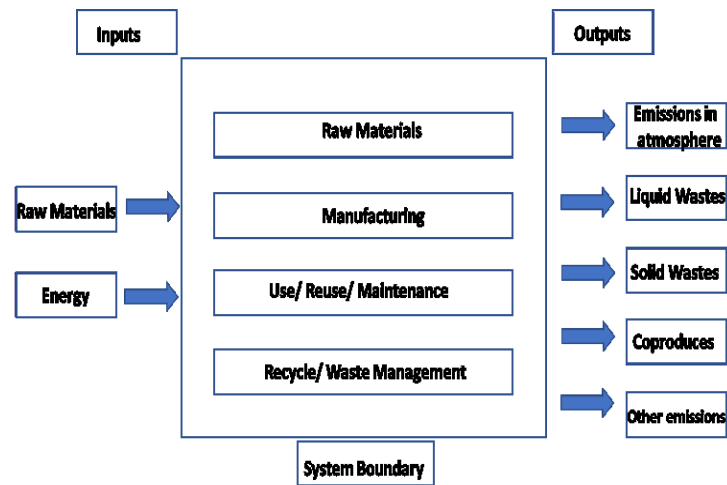 Inputs
Outputs
Raw Materials
Energy
Raw Materials
Manufacturing
Use/ Reuse/ Maintenance
Recycle/ Waste Management
System Boundary
Emissions in
atmosphere
Liquid Wastes
Solid Wastes
Coproduces
Other emissions